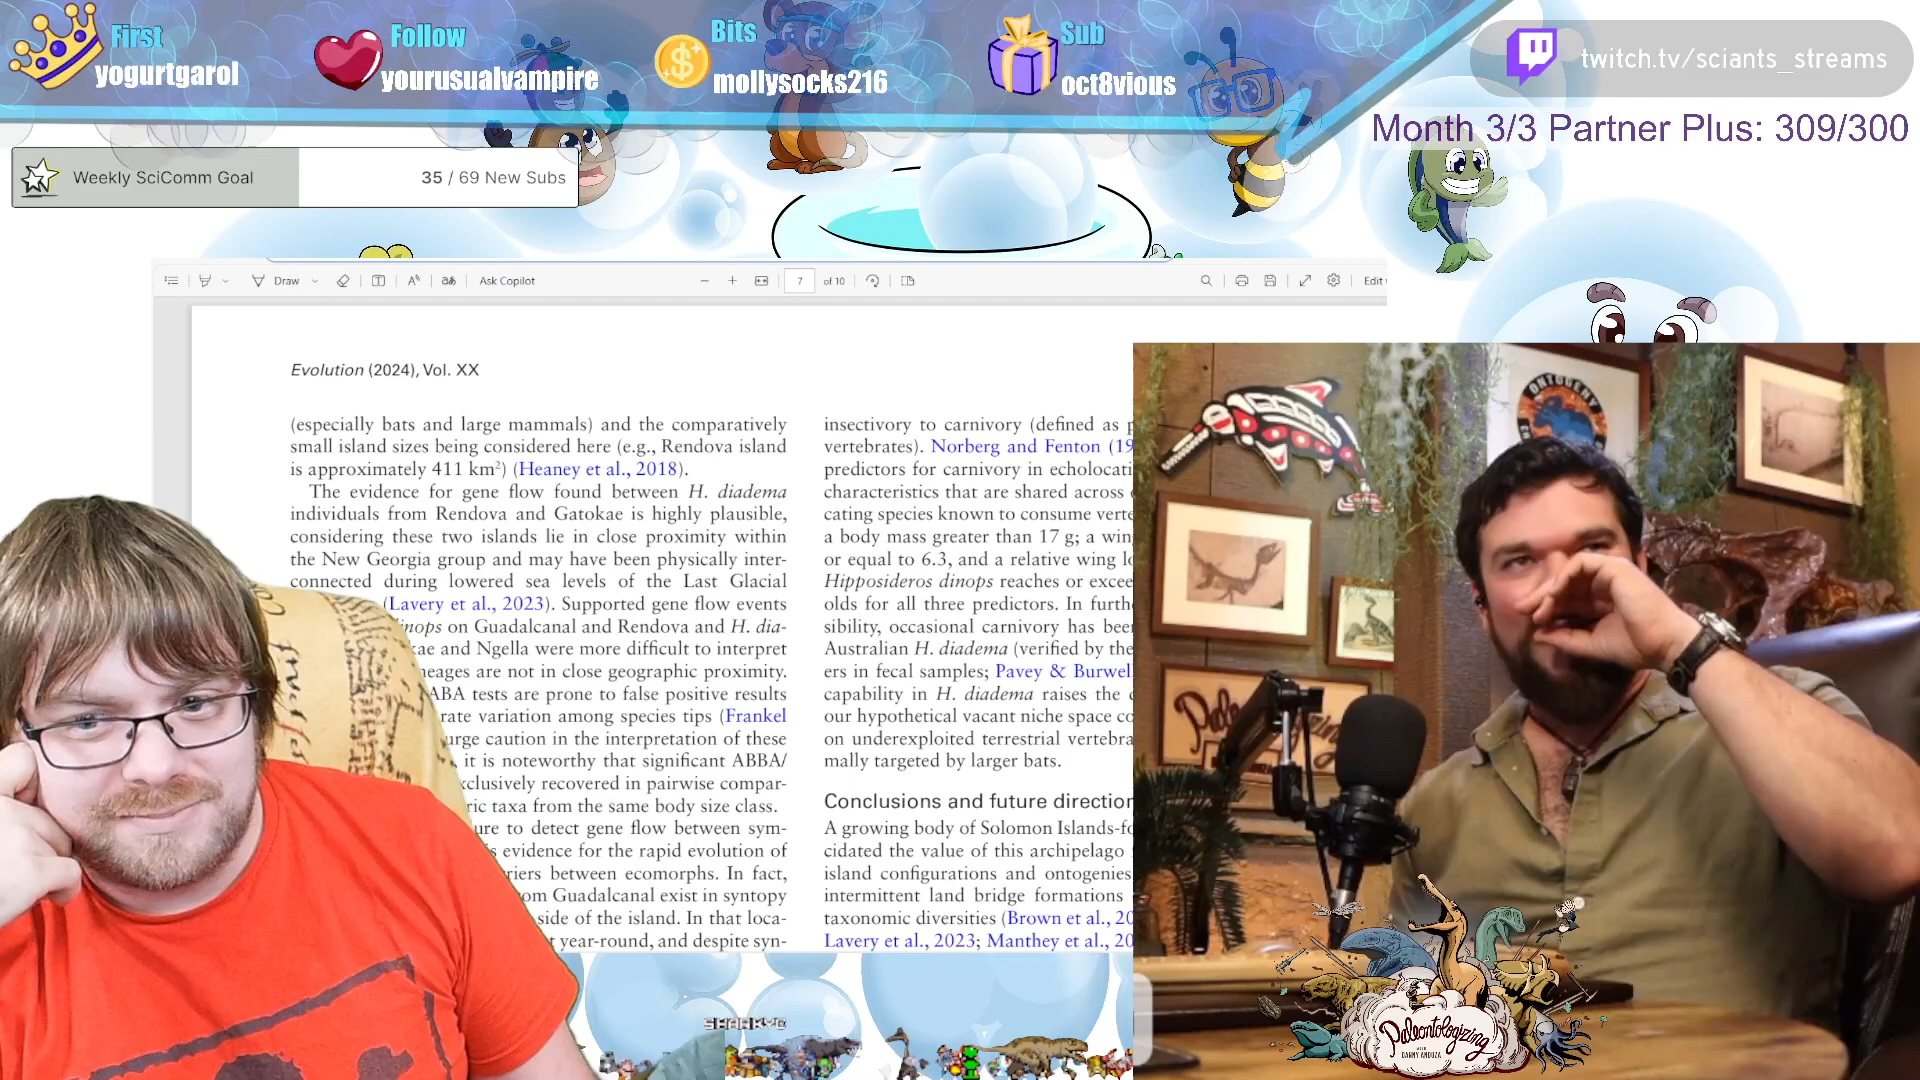 First
yogurtgarol
Follow
yourusualvampire
Bits
mollysocks216
Sub
oct8vious
twitch.tv/sciants_streams
Month 3/3 Partner Plus: 309/300
Weekly SciComm Goal
35 / 69 New Subs
Draw
Ask Copilot
7
of 10
Edit
Evolution (2024), Vol. XX
(especially bats and large mammals) and the comparatively
small island sizes being considered here (e.g., Rendova island
is approximately 411 km²) (Heaney et al., 2018).
The evidence for gene flow found between H. diadema
individuals from Rendova and Gatokae is highly plausible,
considering these two islands lie in close proximity within
the New Georgia group and may have been physically inter-
connected during lowered sea levels of the Last Glacial
(Lavery et al., 2023). Supported gene flow events
inops on Guadalcanal and Rendova and H. dia-
kae and Ngella were more difficult to interpret
neages are not in close geographic proximity.
ABA tests are prone to false positive results
rate variation among species tips (Frankel
urge caution in the interpretation of these
, it is noteworthy that significant ABBA/
xclusively recovered in pairwise compar-
ric taxa from the same body size class.
ure to detect gene flow between sym-
s evidence for the rapid evolution of
riers between ecomorphs. In fact,
om Guadalcanal exist in syntopy
side of the island. In that loca-
t year-round, and despite syn-
insectivory to carnivory (defined as p
vertebrates). Norberg and Fenton (19
predictors for carnivory in echolocati
characteristics that are shared across
cating species known to consume verte
a body mass greater than 17 g; a win
or equal to 6.3, and a relative wing lo
Hipposideros dinops reaches or excee
olds for all three predictors. In furth
sibility, occasional carnivory has bee
Australian H. diadema (verified by the
ers in fecal samples; Pavey & Burwel
capability in H. diadema raises the
our hypothetical vacant niche space co
on underexploited terrestrial vertebra
mally targeted by larger bats.
Conclusions and future direction
A growing body of Solomon Islands-fo
cidated the value of this archipelago
island configurations and ontogenies
intermittent land bridge formations
taxonomic diversities (Brown et al., 20
Lavery et al., 2023; Manthey et al., 20
ONTOGENY
Paleontologizing
WITH
DANNY ANDUZA